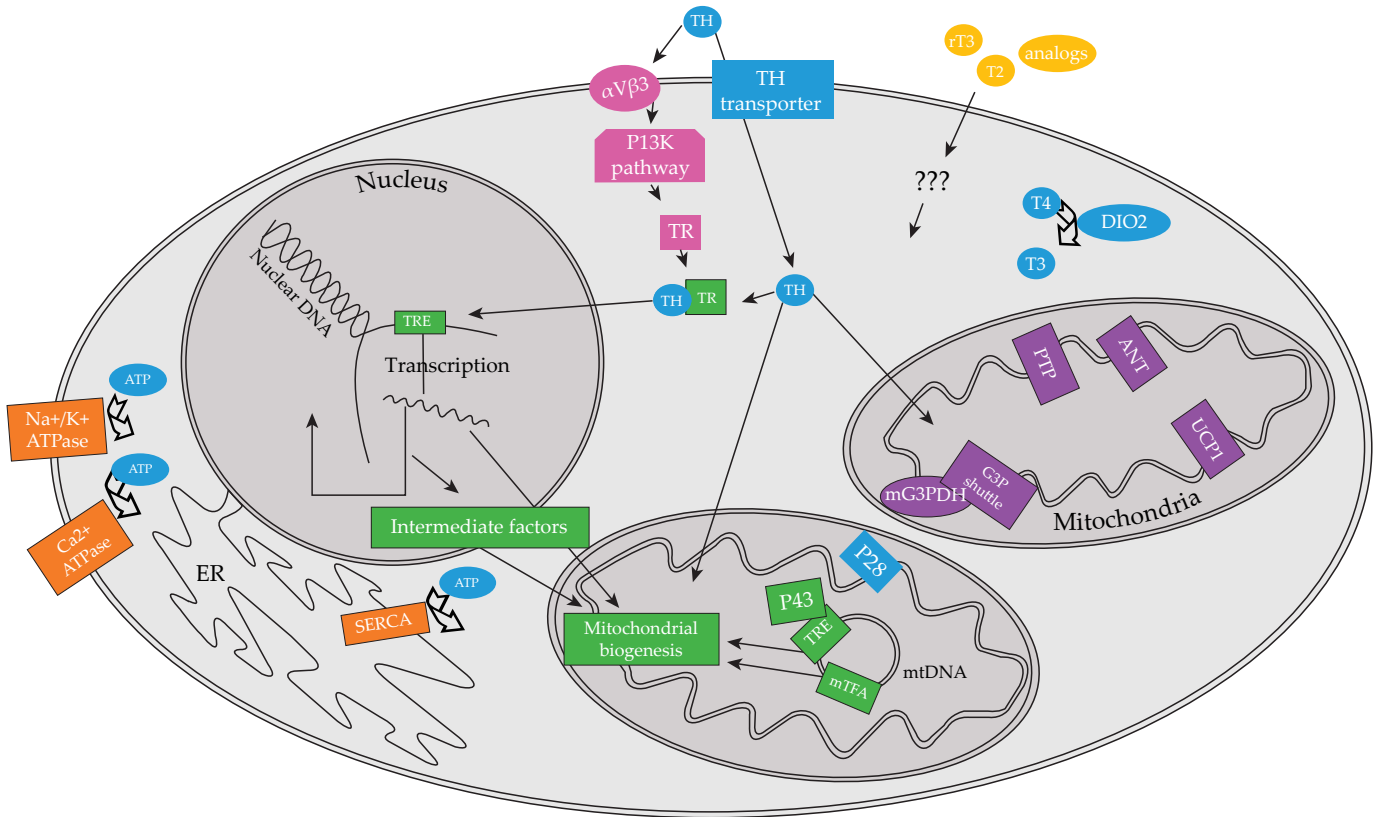 TH
rT3
analogs
T2
αVβ3
TH
transporter
P13K
pathway
???
Nucleus
T4
DIO2
TR
T3
Nuclear DNA
TH
TR
TH
TRE
Transcription
PTP
ANT
ATP
Na+/K+
ATPase
UCP1
ATP
G3P
shuttle
mG3PDH
Mitochondria
Intermediate factors
Ca2+
ATPase
ER
P28
ATP
SERCA
P43
Mitochondrial
biogenesis
TRE
mtDNA
mTFA